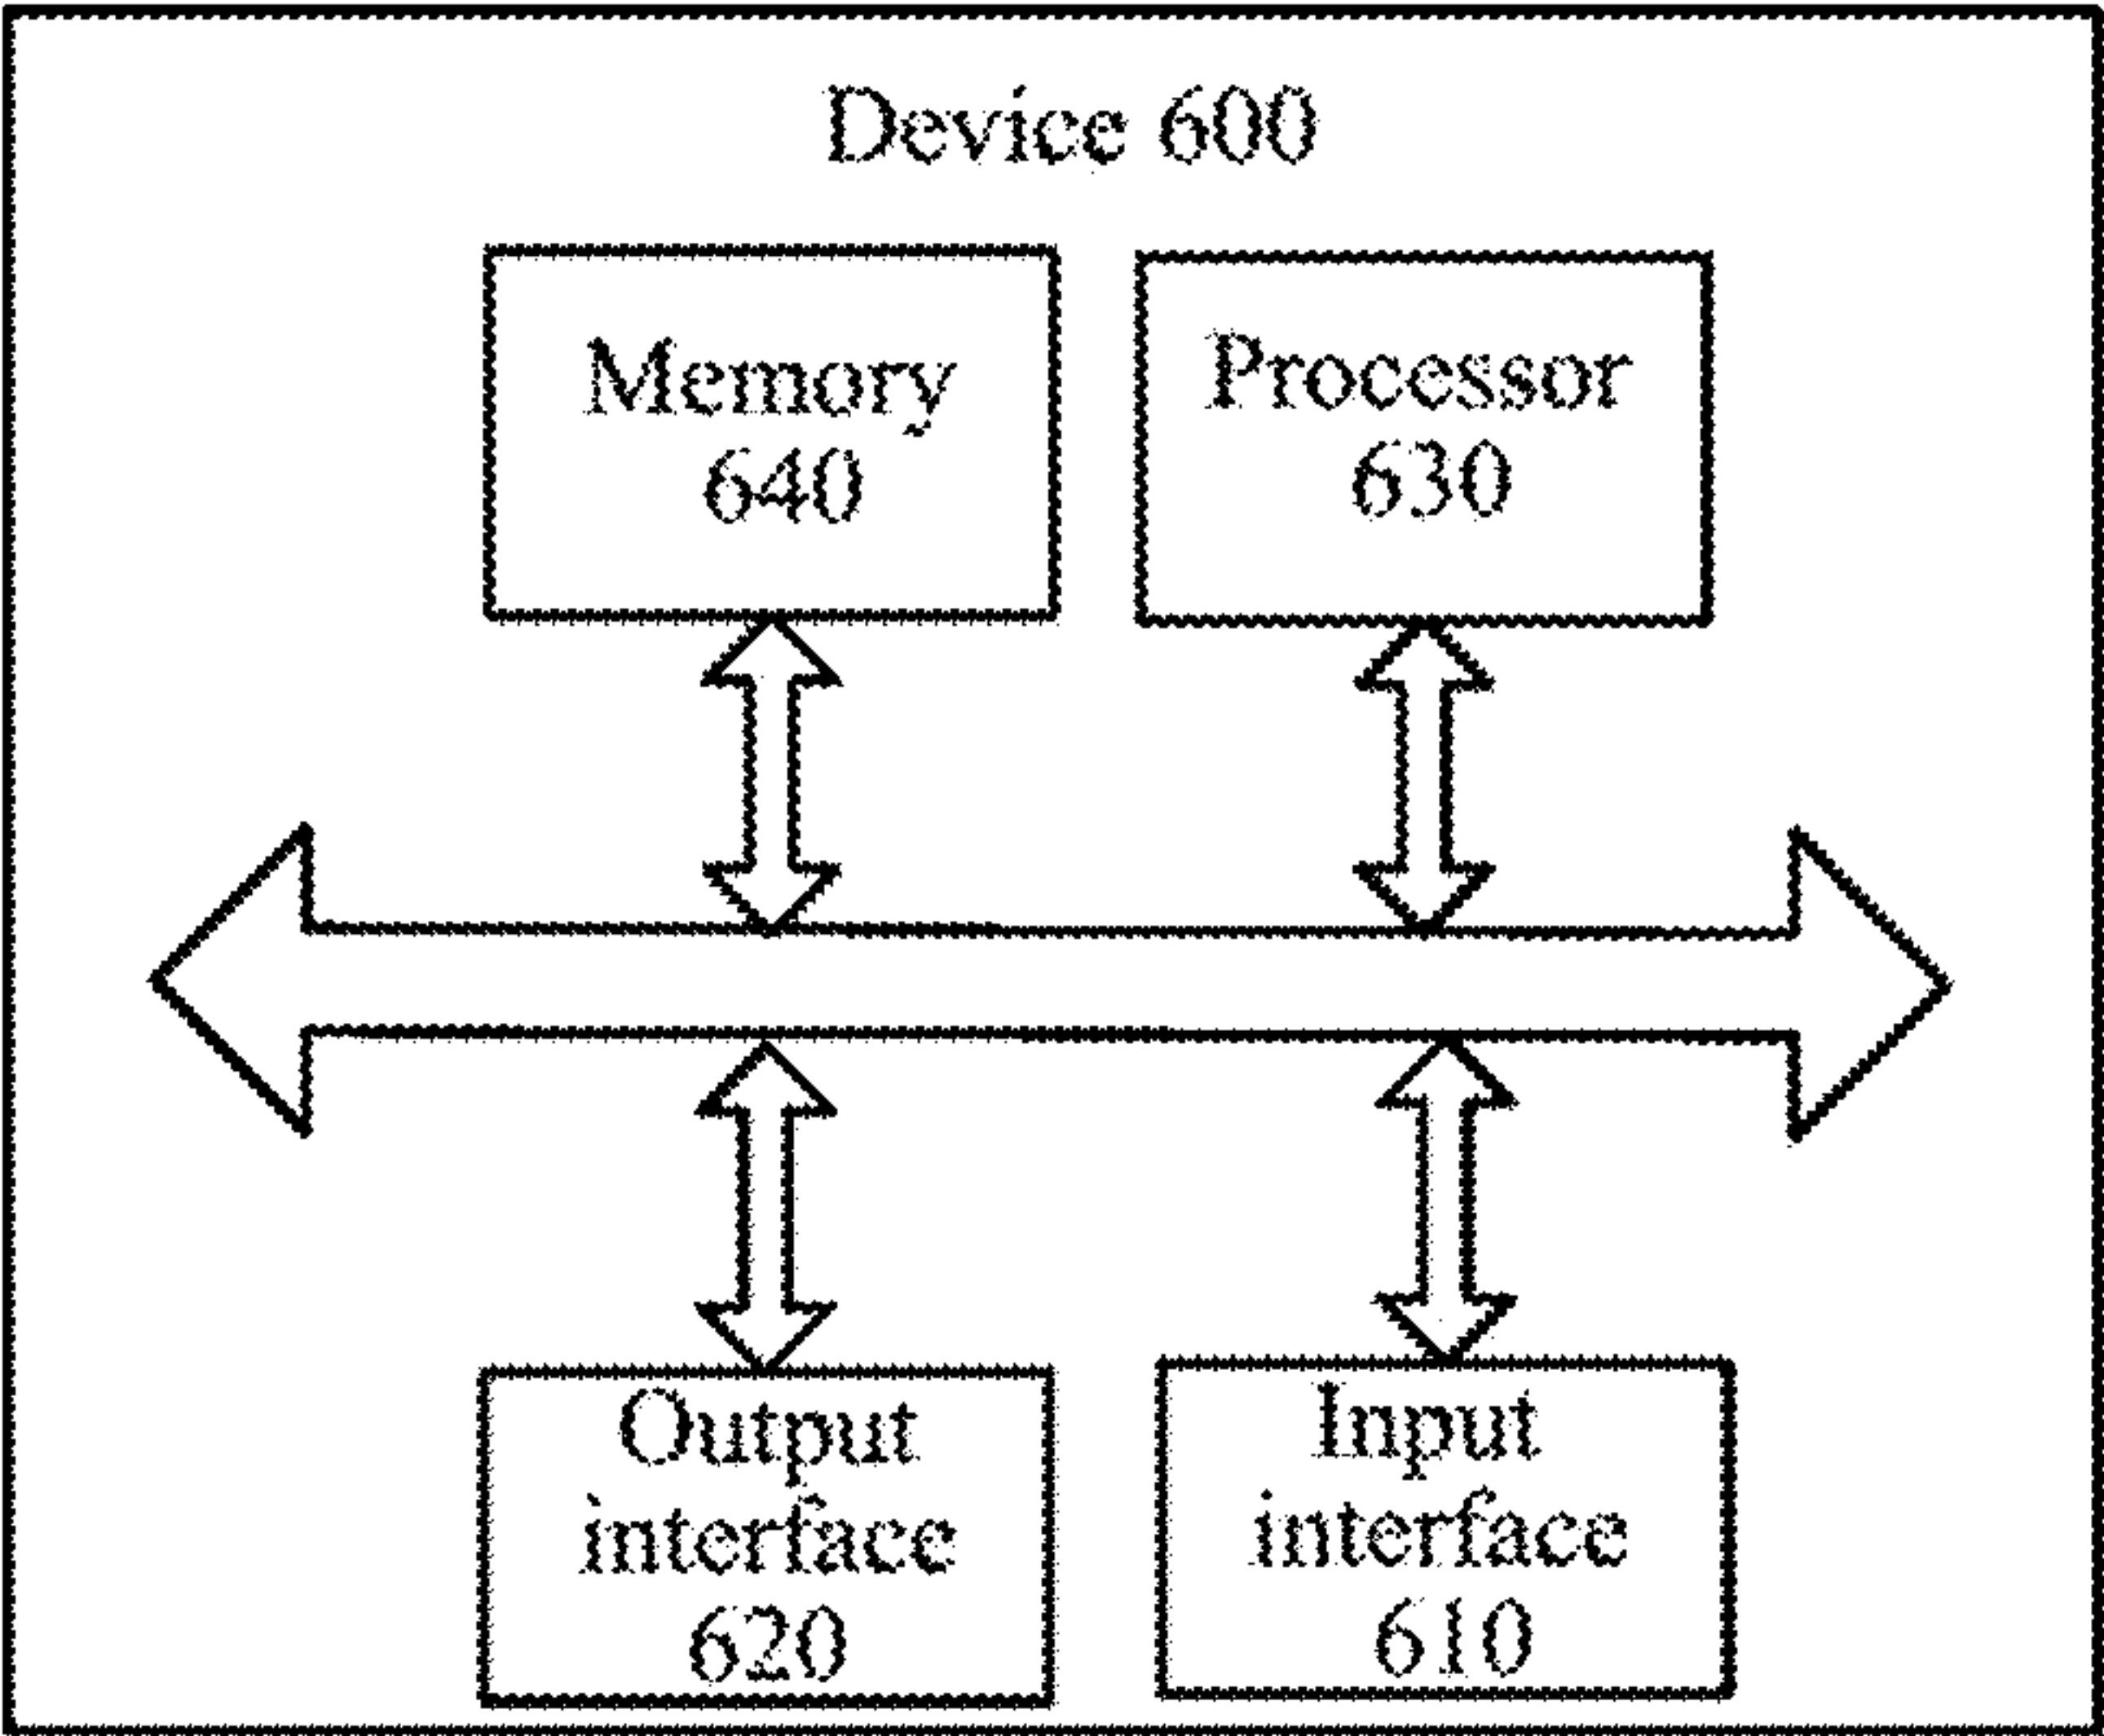 Device 600
Memory
640
Processor
630
Output
interface
620
Input
interface
610